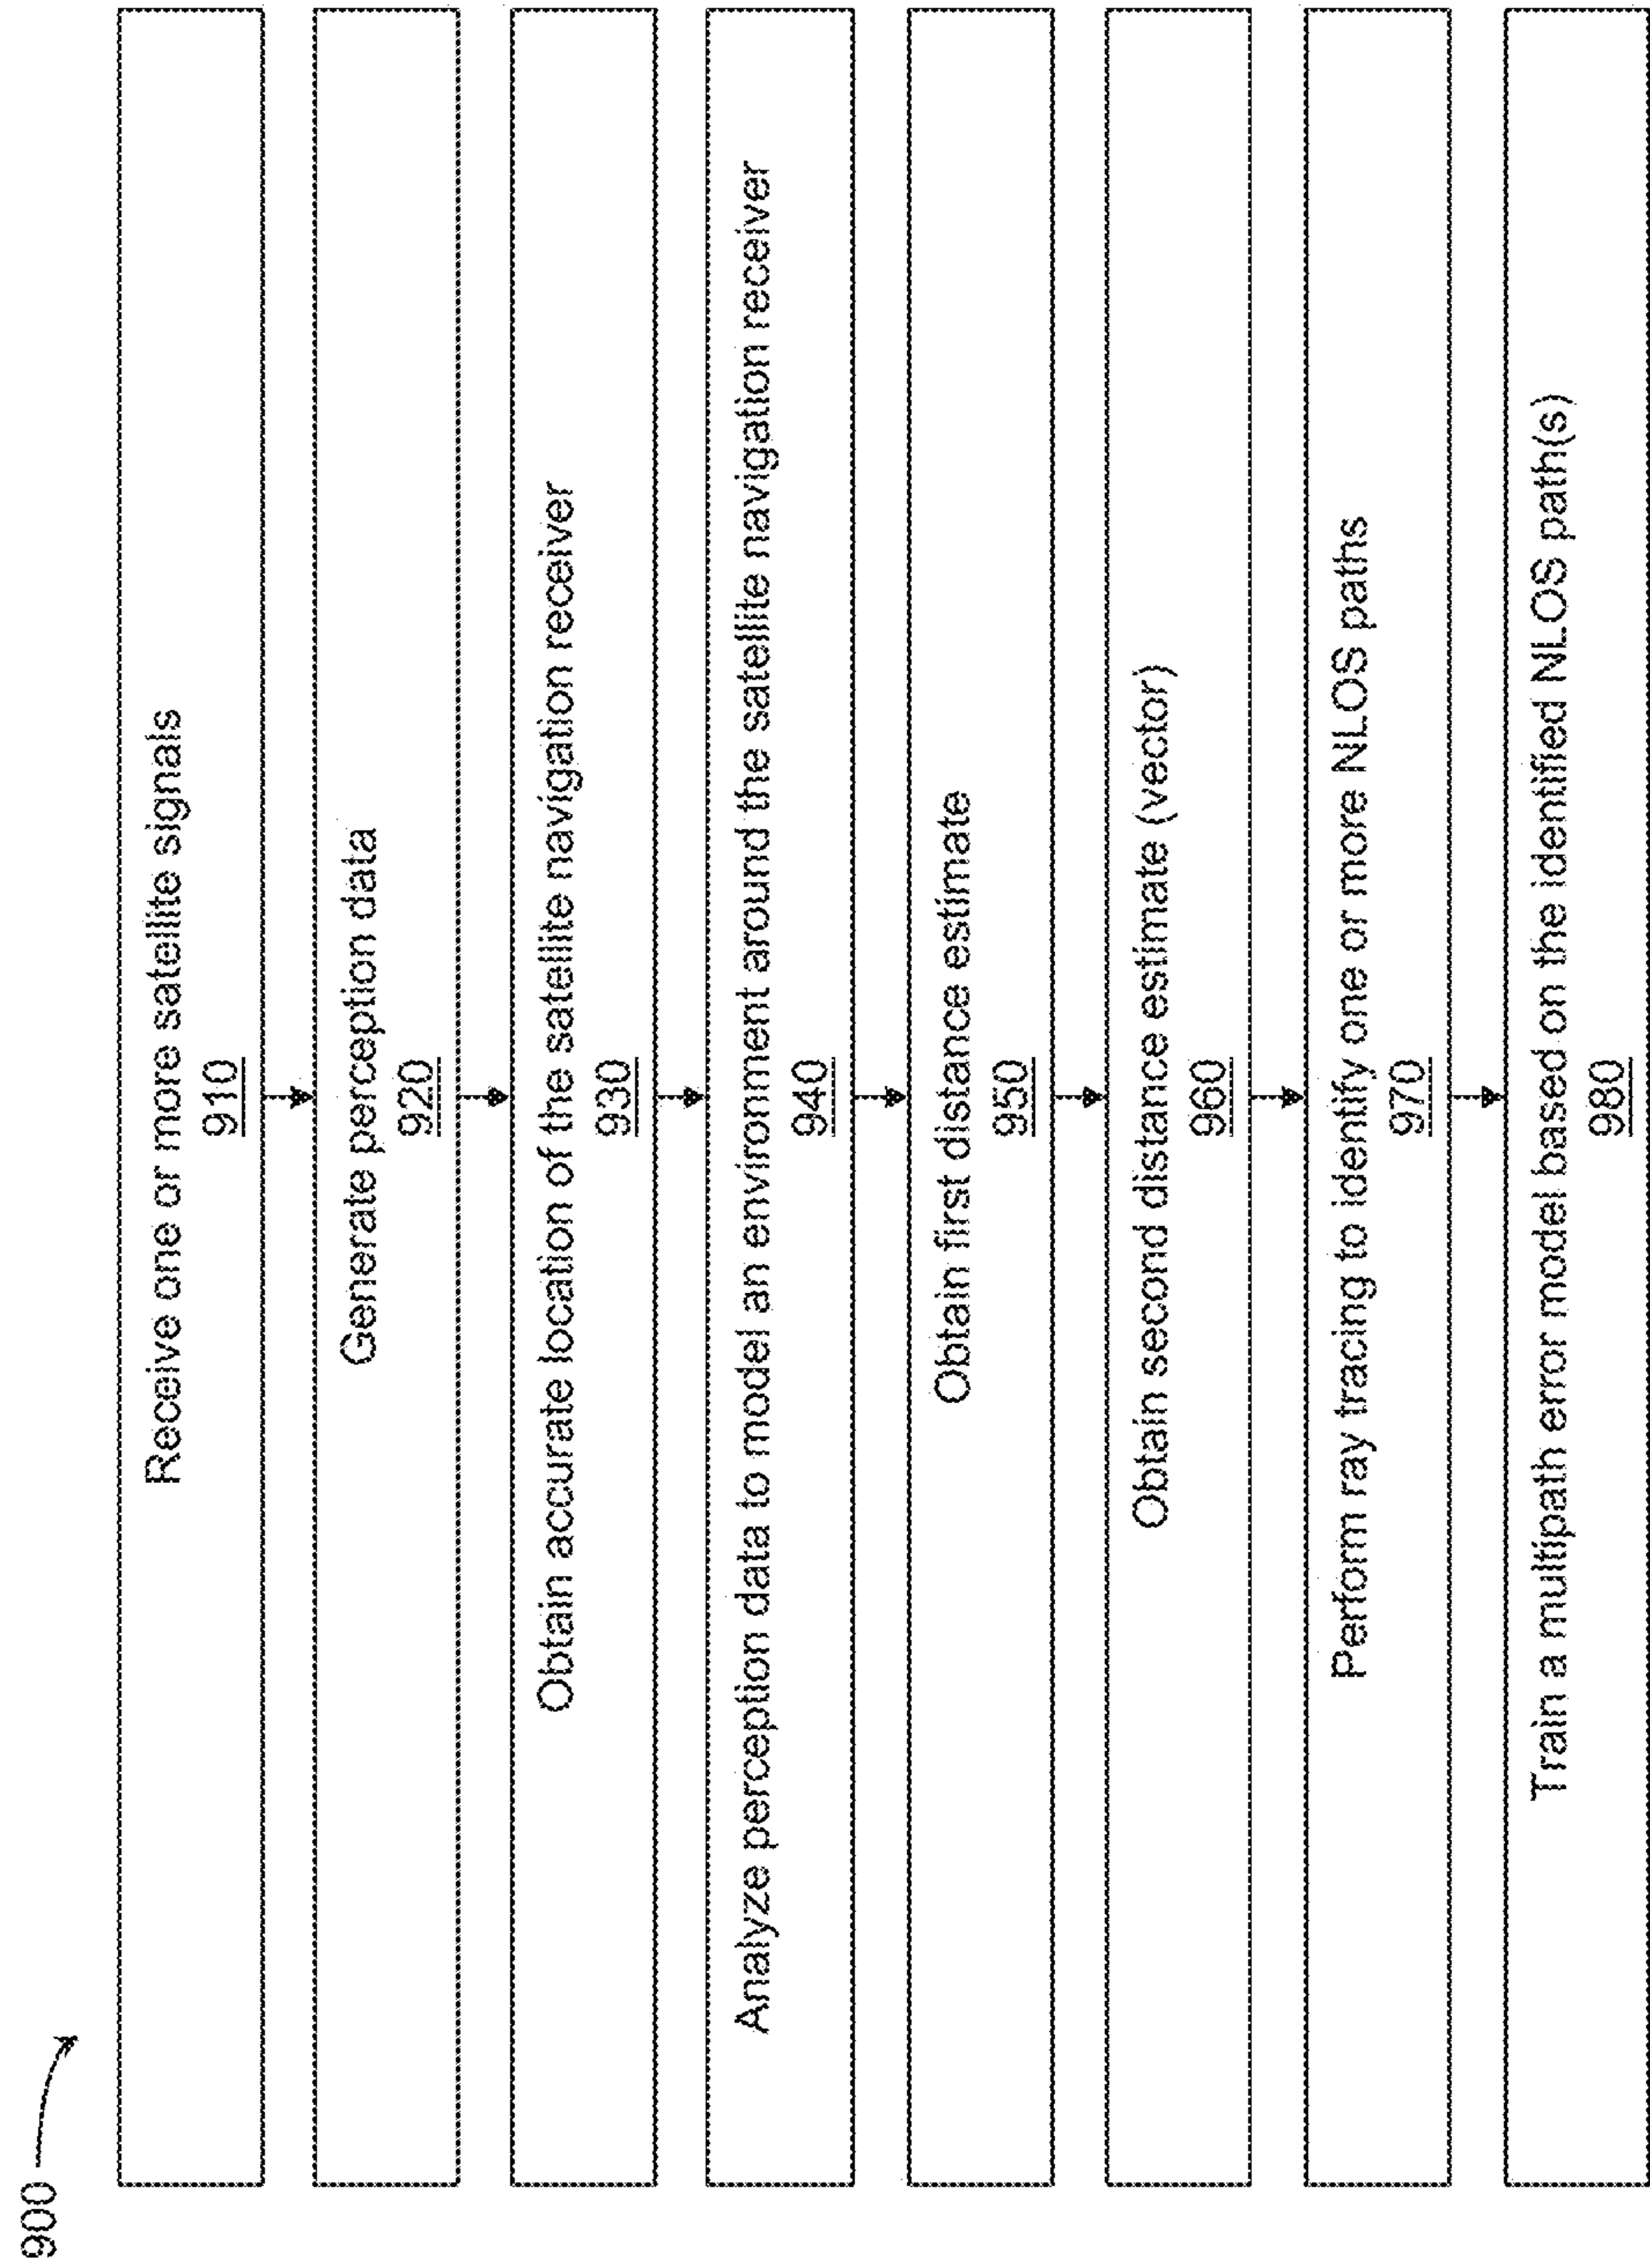 900
Receive one or more satellite signals
910
Generate perception data
920
Obtain accurate location of the satellite navigation receiver
930
Analyze perception data to model an environment around the satellite navigation receiver
940
Obtain first distance estimate
950
Obtain second distance estimate (vector)
960
Perform ray tracing to identify one or more NLOS paths
970
Train a multipath error model based on the identified NLOS path(s)
980